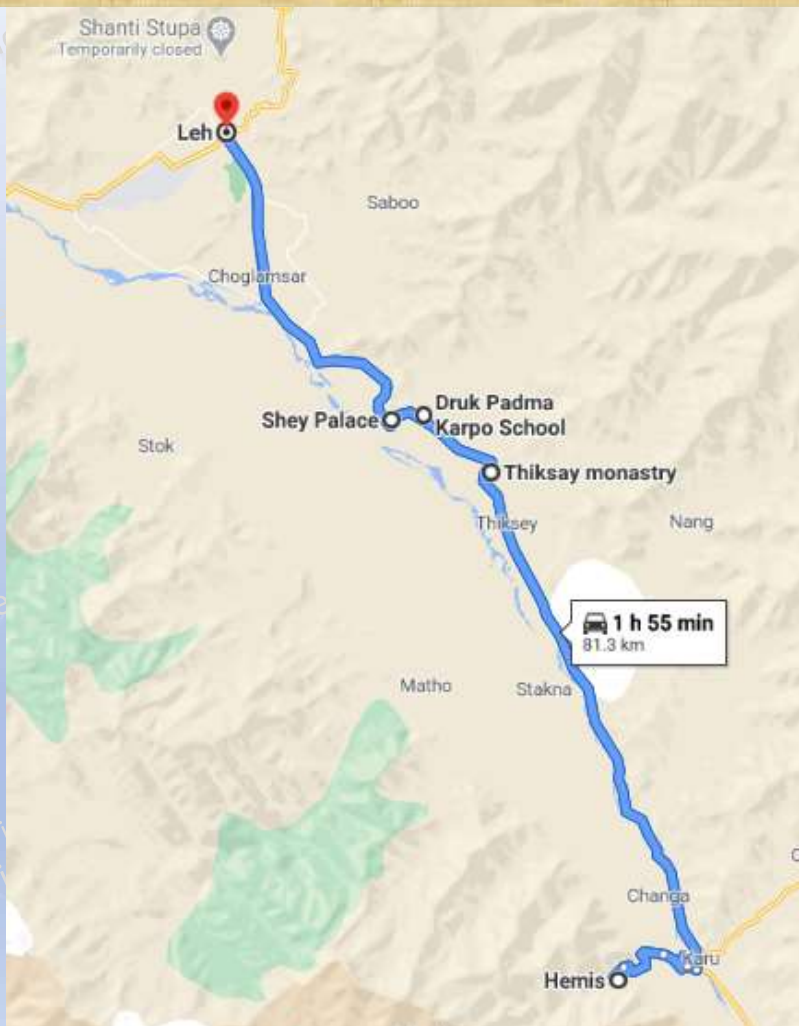 Shanti Stupa
Temporarily closed
Leh
Saboo
Choglamsar
Druk Padma
Karpo School
Shey Palace
Stok
Thiksay monastry
Thiksey
Nang
1 h 55 min
81.3 km
Matho
Stakna
Changa
Karu
Hemis